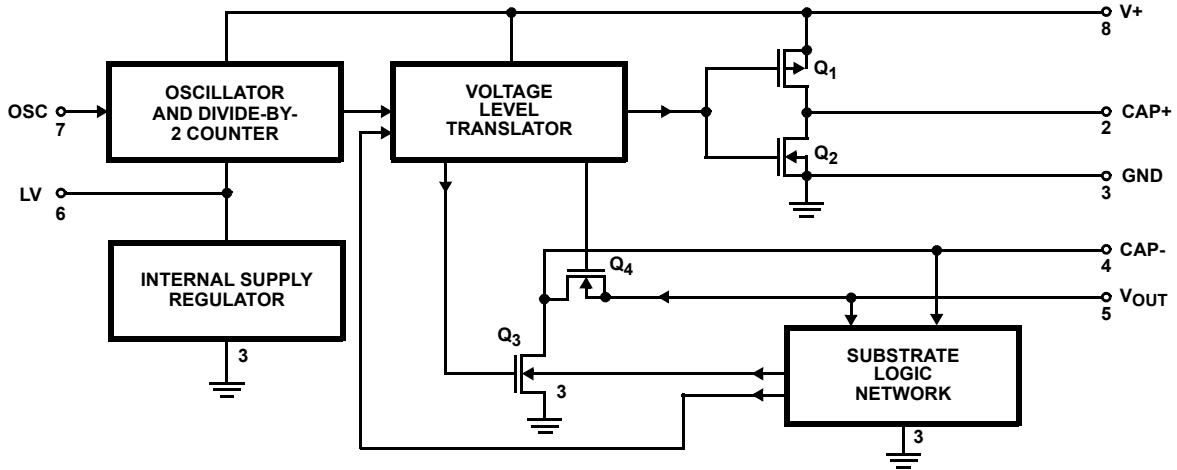 V+
8
OSCILLATOR
AND DIVIDE-BY-
2 COUNTER
VOLTAGE
LEVEL
TRANSLATOR
Q1
OSC
7
CAP+
2
Q2
GND
3
LV
6
CAP-
4
INTERNAL SUPPLY
REGULATOR
Q4
VOUT
5
3
Q3
SUBSTRATE
LOGIC
NETWORK
3
3